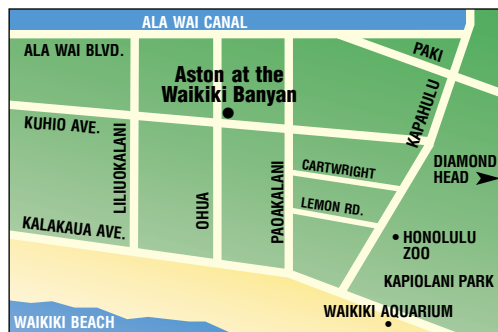 ALA WAI CANAL
ALA WAI BLVD.
PAKI
Aston at the
Waikiki Banyan
KAPAHULU
KUHIO AVE.
LILIUOKALANI
OHUA
PAOAKALANI
CARTWRIGHT
DIAMOND
HEAD
LEMON RD.
KALAKAUA AVE.
HONOLULU
ZOO
KAPIOLANI PARK
WAIKIKI AQUARIUM
WAIKIKI BEACH